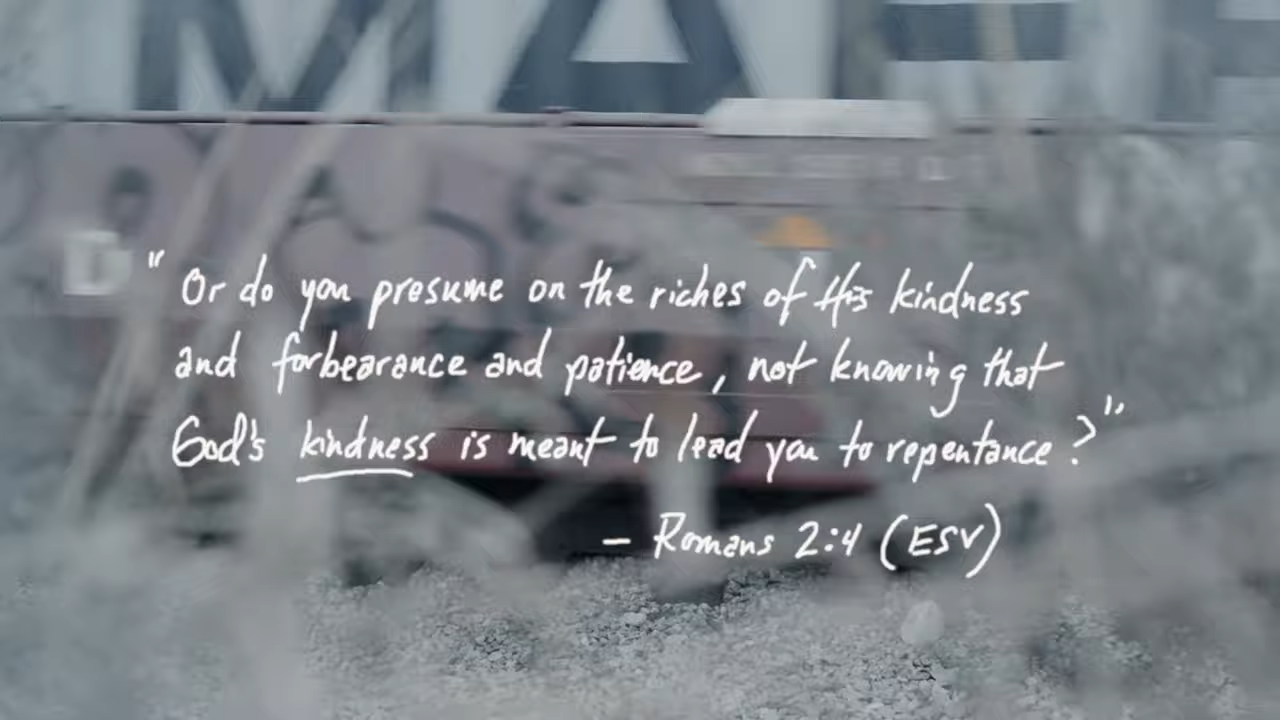 MAE
D
" Or do you presume on the riches of His kindness
and forbearance and patience, not knowing that
God's kindness is meant to lead you to repentance?"
– Romans 2:4 (ESV)